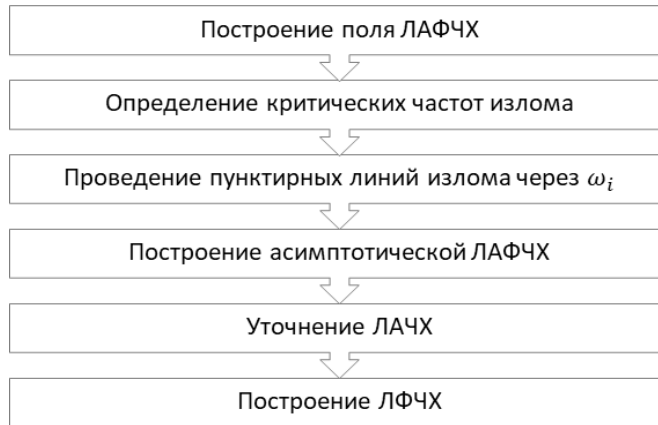 Построение поля ЛАФЧХ
Определение критических частот излома
Проведение пунктирных линий излома через ωᵢ
Построение асимптотической ЛАФЧХ
Уточнение ЛАЧХ
Построение ЛФЧХ